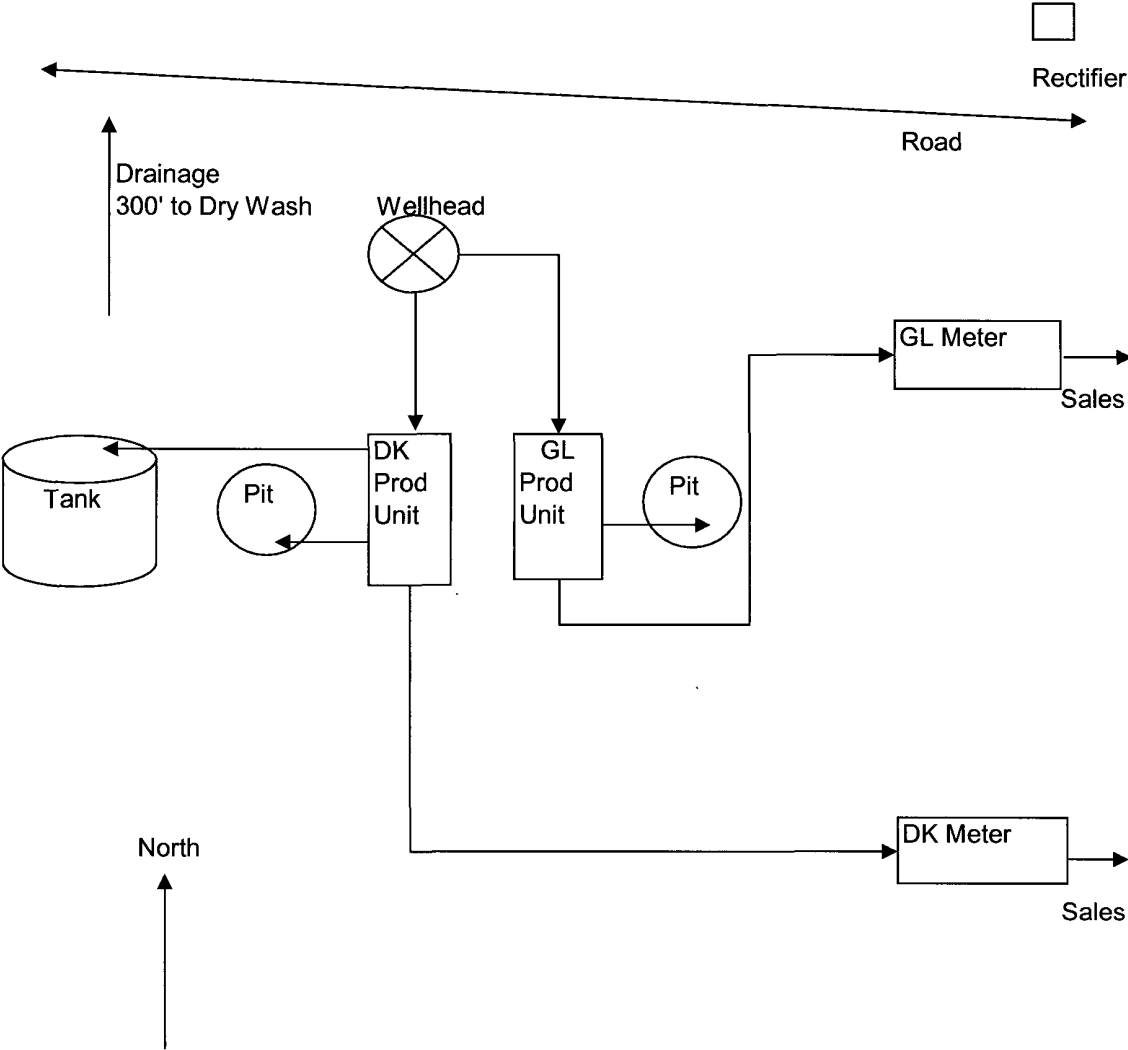 Rectifier
Road
Drainage
300' to Dry Wash
Wellhead
GL Meter
Sales
Tank
Pit
DK
Prod
Unit
GL
Prod
Unit
Pit
DK Meter
Sales
North